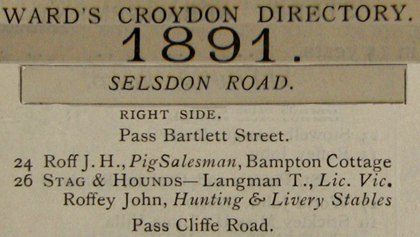 WARD'S CROYDON DIRECTORY.
1891.
SELSDON ROAD.
RIGHT SIDE.
Pass Bartlett Street.
24 Roff J. H., Pig Salesman, Bampton Cottage
26 STAG & HOUNDS—Langman T., Lic. Vic.
Roffey John, Hunting & Livery Stables
Pass Cliffe Road.